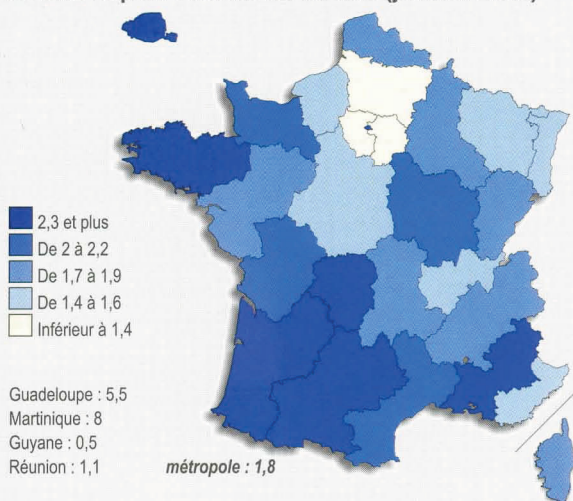 2,3 et plus
De 2 à 2,2
De 1,7 à 1,9
De 1,4 à 1,6
Inférieur à 1,4
Guadeloupe : 5,5
Martinique : 8
Guyane : 0,5
Réunion : 1,1
métropole : 1,8